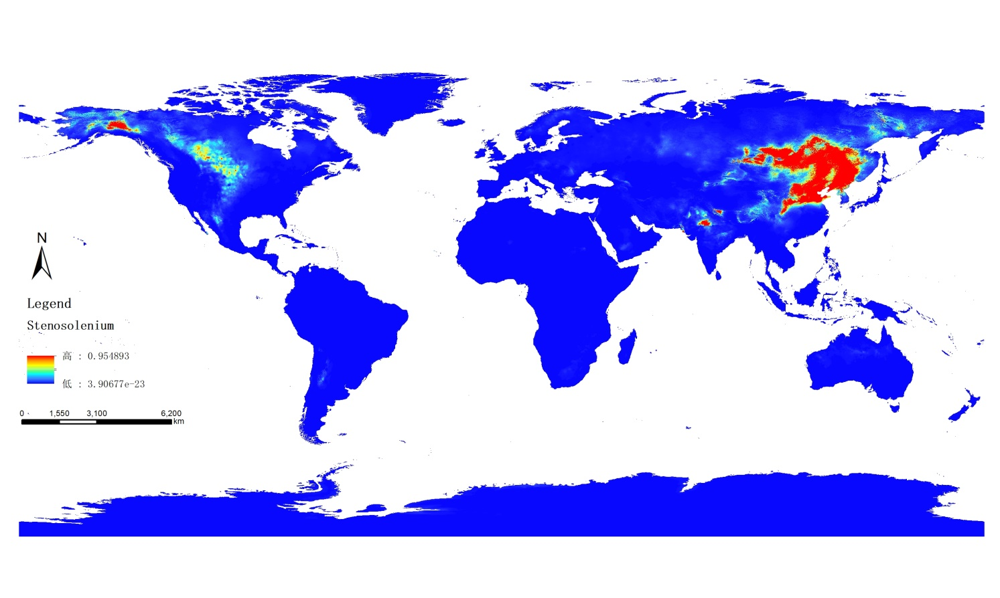 N
Legend
Stenosolenium
高 : 0.954893
低 : 3.90677e-23
0 1,550 3,100 6,200
km